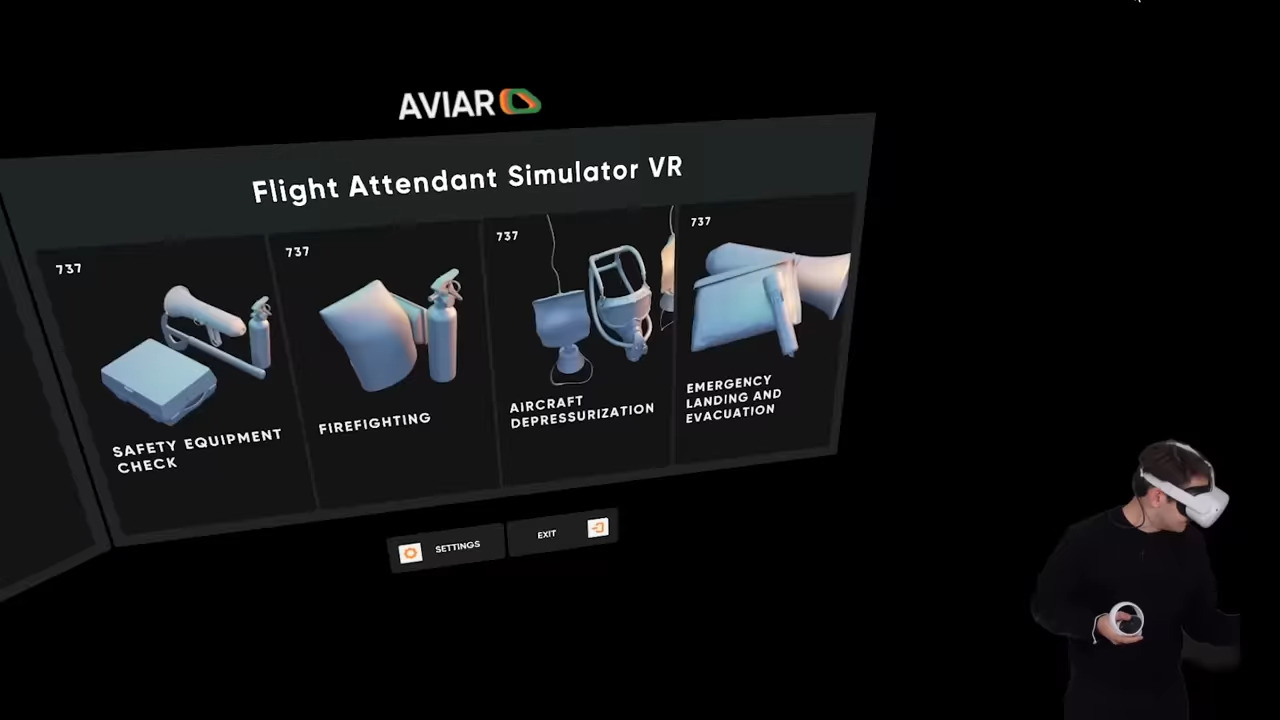 AVIAR
Flight Attendant Simulator VR
737
SAFETY EQUIPMENT
CHECK
737
FIREFIGHTING
737
AIRCRAFT
DEPRESSURIZATION
737
EMERGENCY
LANDING AND
EVACUATION
SETTINGS
EXIT